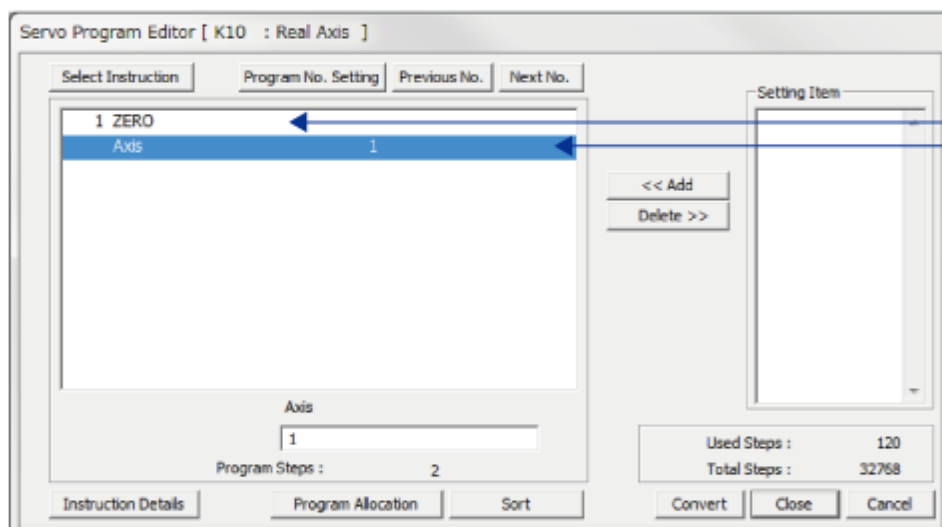 Servo Program Editor [ K10 : Real Axis ]
Select Instruction Program No. Setting Previous No. Next No.
Setting Item
1 ZERO
Axis 1
<< Add
Delete >>
Axis
1
Used Steps : 120
Program Steps : 2
Total Steps : 32768
Instruction Details Program Allocation Sort Convert Close Cancel